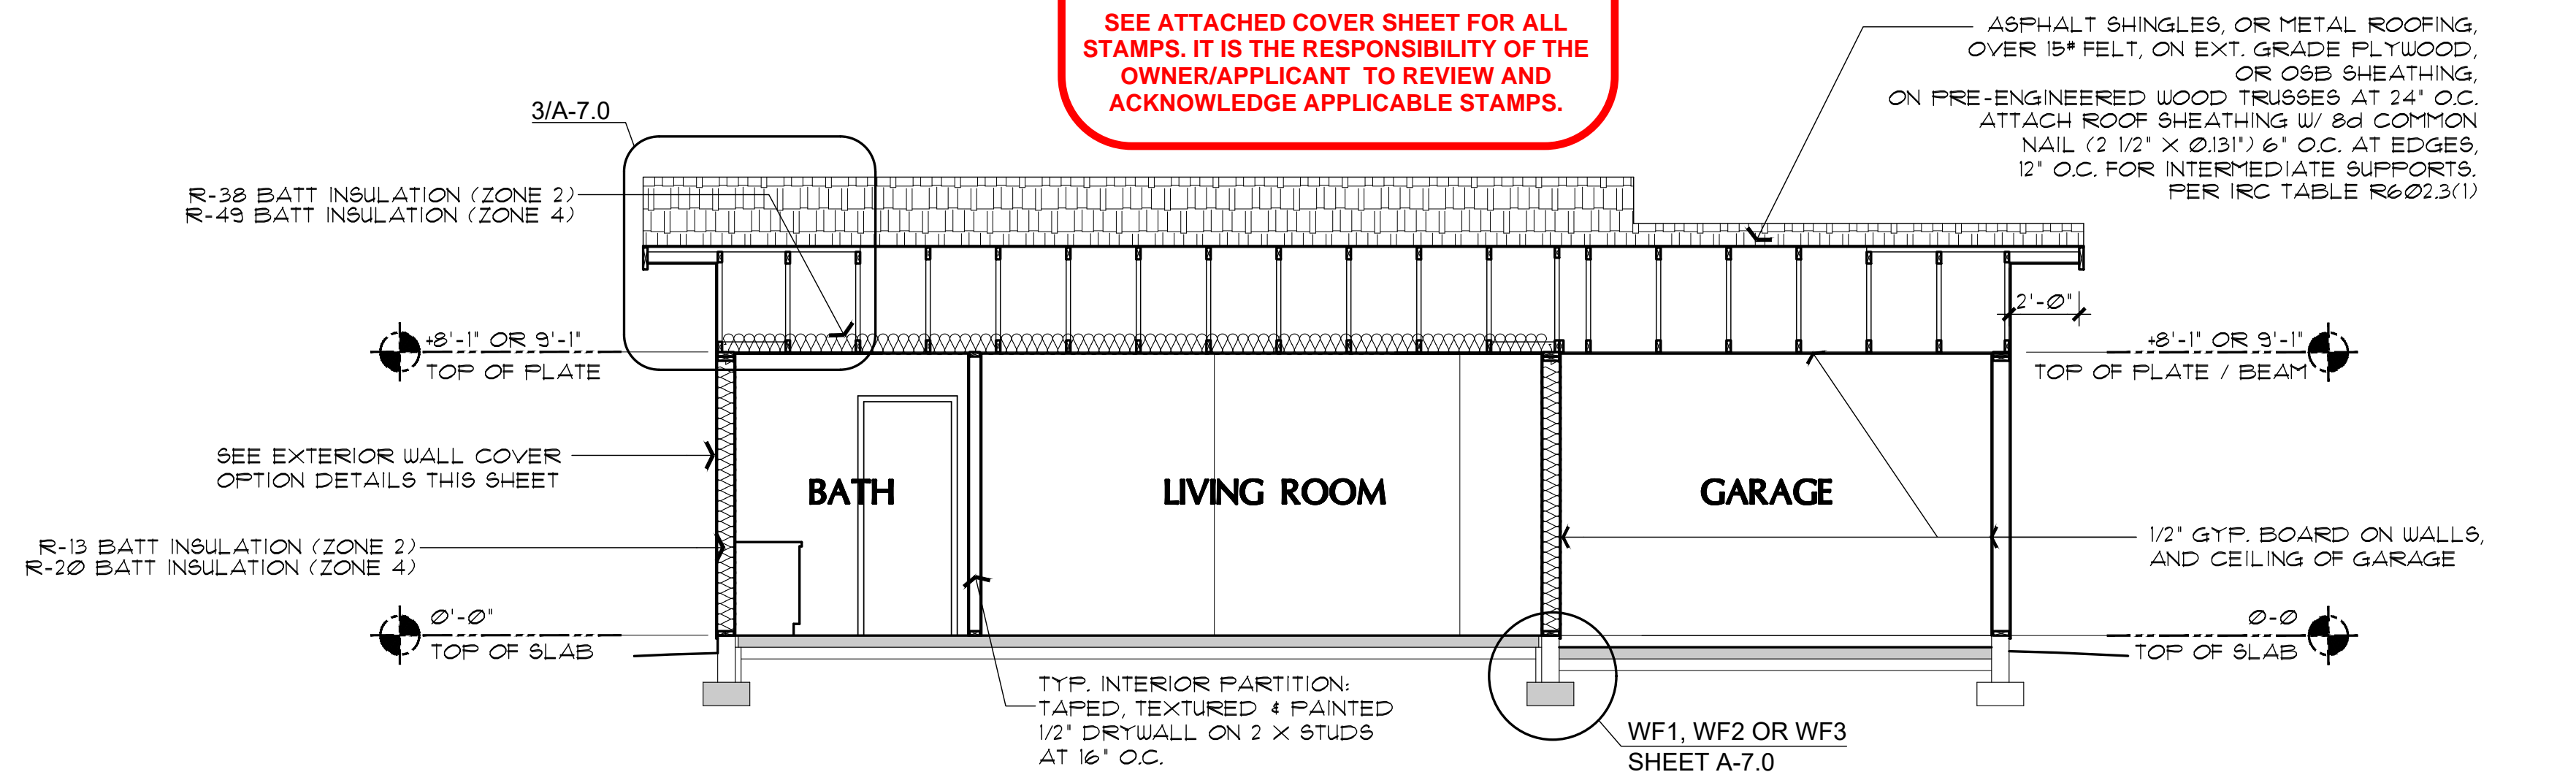 SEE ATTACHED COVER SHEET FOR ALL
STAMPS. IT IS THE RESPONSIBILITY OF THE
OWNER/APPLICANT TO REVIEW AND
ACKNOWLEDGE APPLICABLE STAMPS.
ASPHALT SHINGLES, OR METAL ROOFING,
OVER 15# FELT, ON EXT. GRADE PLYWOOD,
OR OSB SHEATHING,
ON PRE-ENGINEERED WOOD TRUSSES AT 24" O.C.
ATTACH ROOF SHEATHING W/ 8d COMMON
NAIL (2 1/2" X 0.131") 6" O.C. AT EDGES,
12" O.C. FOR INTERMEDIATE SUPPORTS.
PER IRC TABLE R602.3(1)
3/A-7.0
R-38 BATT INSULATION (ZONE 2)
R-49 BATT INSULATION (ZONE 4)
2'-0"
+8'-1" OR 9'-1"
TOP OF PLATE
+8'-1" OR 9'-1"
TOP OF PLATE / BEAM
SEE EXTERIOR WALL COVER
OPTION DETAILS THIS SHEET
BATH
LIVING ROOM
GARAGE
R-13 BATT INSULATION (ZONE 2)
R-20 BATT INSULATION (ZONE 4)
1/2" GYP. BOARD ON WALLS,
AND CEILING OF GARAGE
0'-0"
TOP OF SLAB
0-0
TOP OF SLAB
TYP. INTERIOR PARTITION:
TAPED, TEXTURED & PAINTED
1/2" DRYWALL ON 2 X STUDS
AT 16" O.C.
WF1, WF2 OR WF3
SHEET A-7.0